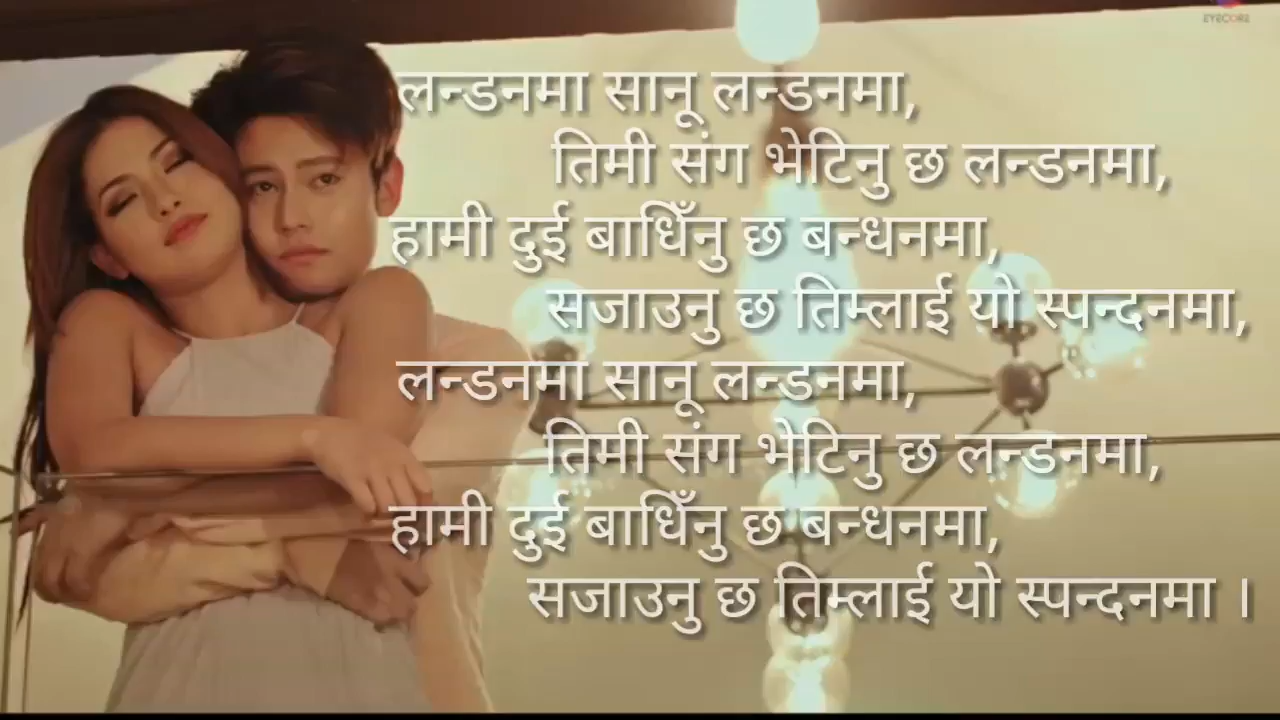 EYECORE
लन्डनमा सानू लन्डनमा,
तिमी संग भेटिनु छ लन्डनमा,
हामी दुई बाधिँनु छ बन्धनमा,
सजाउनु छ तिम्लाई यो स्पन्दनमा,
लन्डनमा सानू लन्डनमा,
तिमी संग भेटिनु छ लन्डनमा,
हामी दुई बाधिँनु छ बन्धनमा,
सजाउनु छ तिम्लाई यो स्पन्दनमा ।